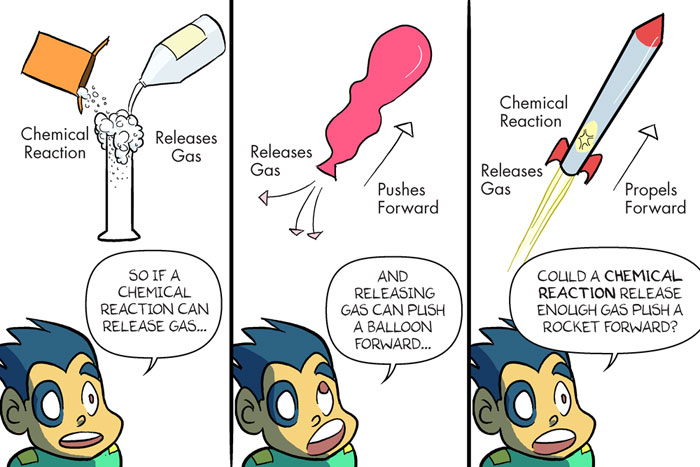 Chemical
Reaction
Releases
Gas
SO IF A
CHEMICAL
REACTION CAN
RELEASE GAS...
Releases
Gas
Pushes
Forward
AND
RELEASING
GAS CAN PUSH
A BALLOON
FORWARD...
Chemical
Reaction
Releases
Gas
Propels
Forward
COULD A CHEMICAL
REACTION RELEASE
ENOUGH GAS PUSH A
ROCKET FORWARD?